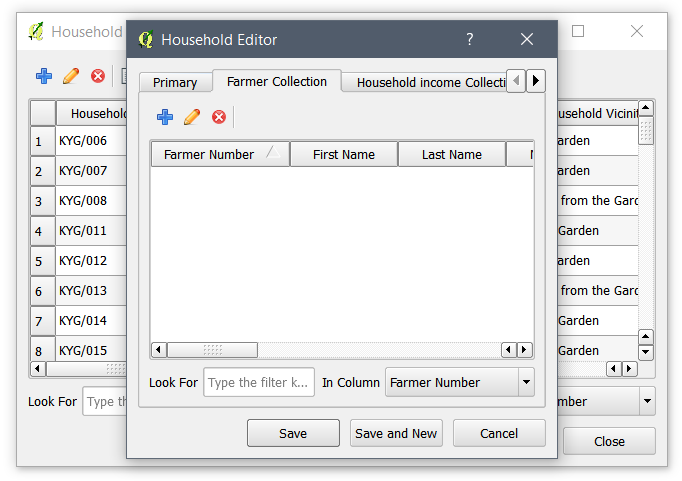 Household
Household Editor
?
Primary
Farmer Collection
Household income Collecti
Household
usehold Vicinit
Farmer Number
First Name
Last Name
1 KYG/006 arden
2 KYG/007 arden
3 KYG/008 from the Gard
4 KYG/011 Garden
5 KYG/012 arden
6 KYG/013 from the Gard
7 KYG/014 Garden
8 KYG/015 Garden
Look For Type the filter k... In Column Farmer Number
Look For Type th mber
Save
Save and New
Cancel
Close